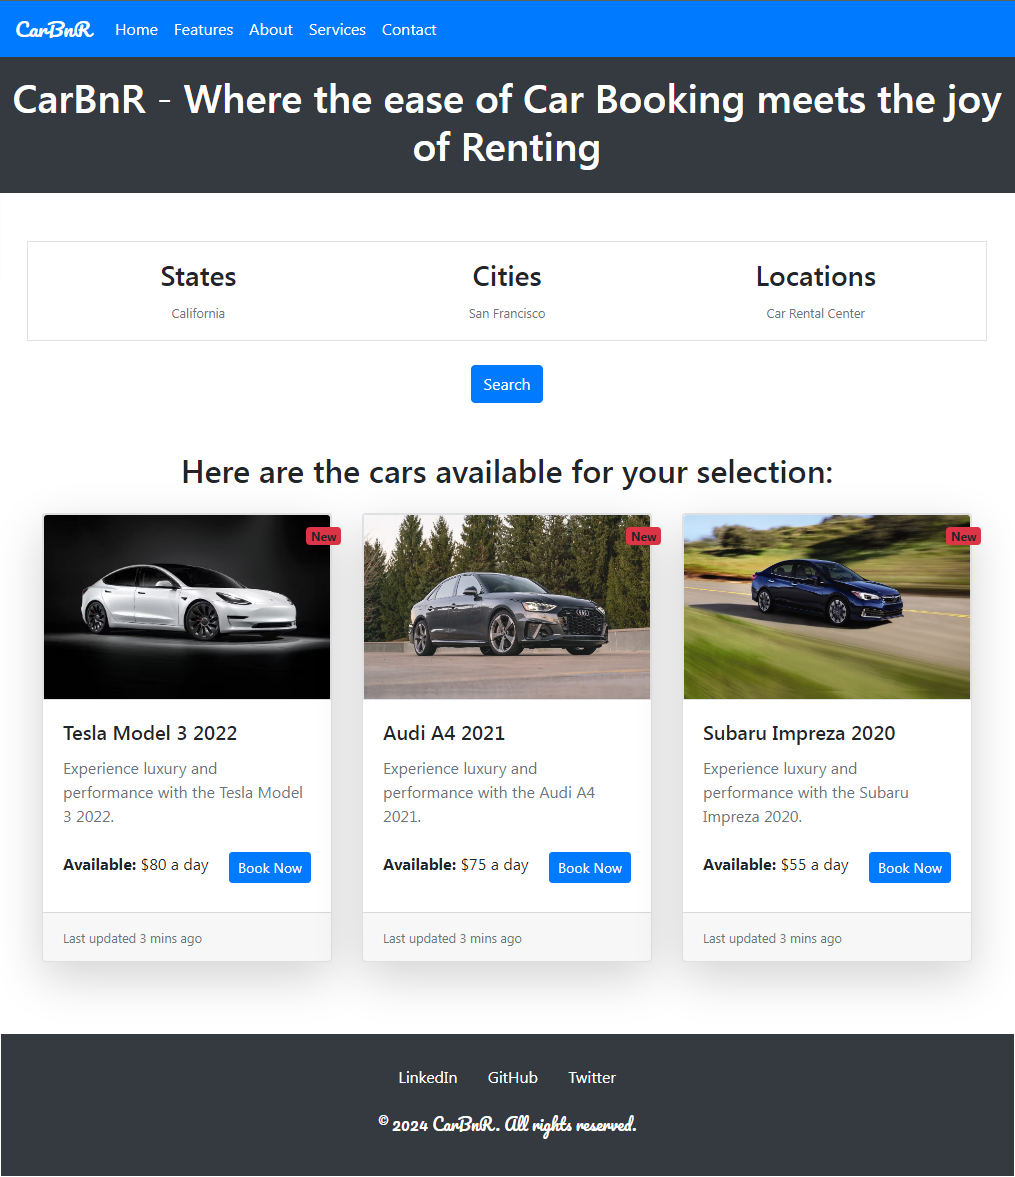 CarBnR Home Features About Services Contact
CarBnR - Where the ease of Car Booking meets the joy
of Renting
States Cities Locations
California San Francisco Car Rental Center
Search
Here are the cars available for your selection:
New New New
Tesla Model 3 2022
Experience luxury and
performance with the Tesla Model
3 2022.
Available: $80 a day Book Now
Last updated 3 mins ago
Audi A4 2021
Experience luxury and
performance with the Audi A4
2021.
Available: $75 a day Book Now
Last updated 3 mins ago
Subaru Impreza 2020
Experience luxury and
performance with the Subaru
Impreza 2020.
Available: $55 a day Book Now
Last updated 3 mins ago
LinkedIn GitHub Twitter
© 2024 CarBnR. All rights reserved.